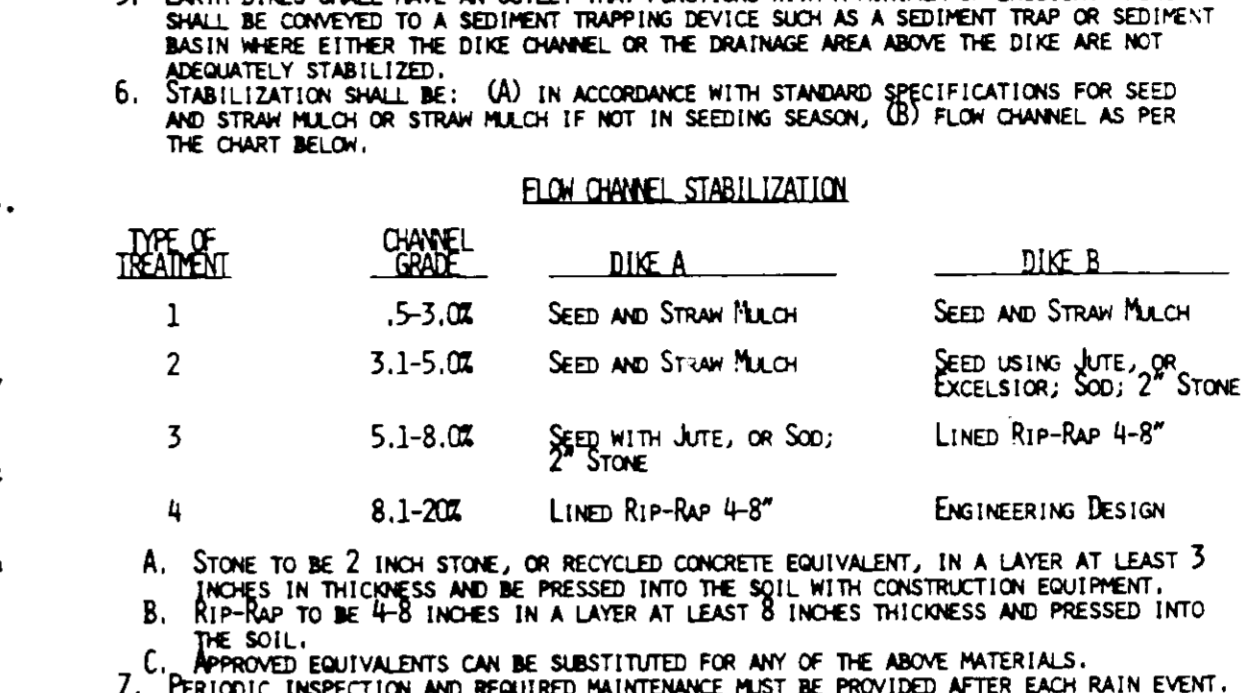 SHALL BE CONVEYED TO A SEDIMENT TRAPPING DEVICE SUCH AS A SEDIMENT TRAP OR SEDIMENT
BASIN WHERE EITHER THE DIKE CHANNEL OR THE DRAINAGE AREA ABOVE THE DIKE ARE NOT
ADEQUATELY STABILIZED.
6. STABILIZATION SHALL BE: (A) IN ACCORDANCE WITH STANDARD SPECIFICATIONS FOR SEED
AND STRAW MULCH OR STRAW MULCH IF NOT IN SEEDING SEASON, (B) FLOW CHANNEL AS PER
THE CHART BELOW.
FLOW CHANNEL STABILIZATION
TYPE OF TREATMENT CHANNEL GRADE DIKE A DIKE B
1 .5-3.0% SEED AND STRAW MULCH SEED AND STRAW MULCH
2 3.1-5.0% SEED AND STRAW MULCH SEED USING JUTE, OR
EXCELSIOR; SOD; 2" STONE
3 5.1-8.0% SEED WITH JUTE, OR SOD; LINED RIP-RAP 4-8"
2" STONE
4 8.1-20% LINED RIP-RAP 4-8" ENGINEERING DESIGN
A. STONE TO BE 2 INCH STONE, OR RECYCLED CONCRETE EQUIVALENT, IN A LAYER AT LEAST 3
INCHES IN THICKNESS AND BE PRESSED INTO THE SOIL WITH CONSTRUCTION EQUIPMENT.
B. RIP-RAP TO BE 4-8 INCHES IN A LAYER AT LEAST 8 INCHES THICKNESS AND PRESSED INTO
THE SOIL.
C. APPROVED EQUIVALENTS CAN BE SUBSTITUTED FOR ANY OF THE ABOVE MATERIALS.
7. PERIODIC INSPECTION AND REQUIRED MAINTENANCE MUST BE PROVIDED AFTER EACH RAIN EVENT.